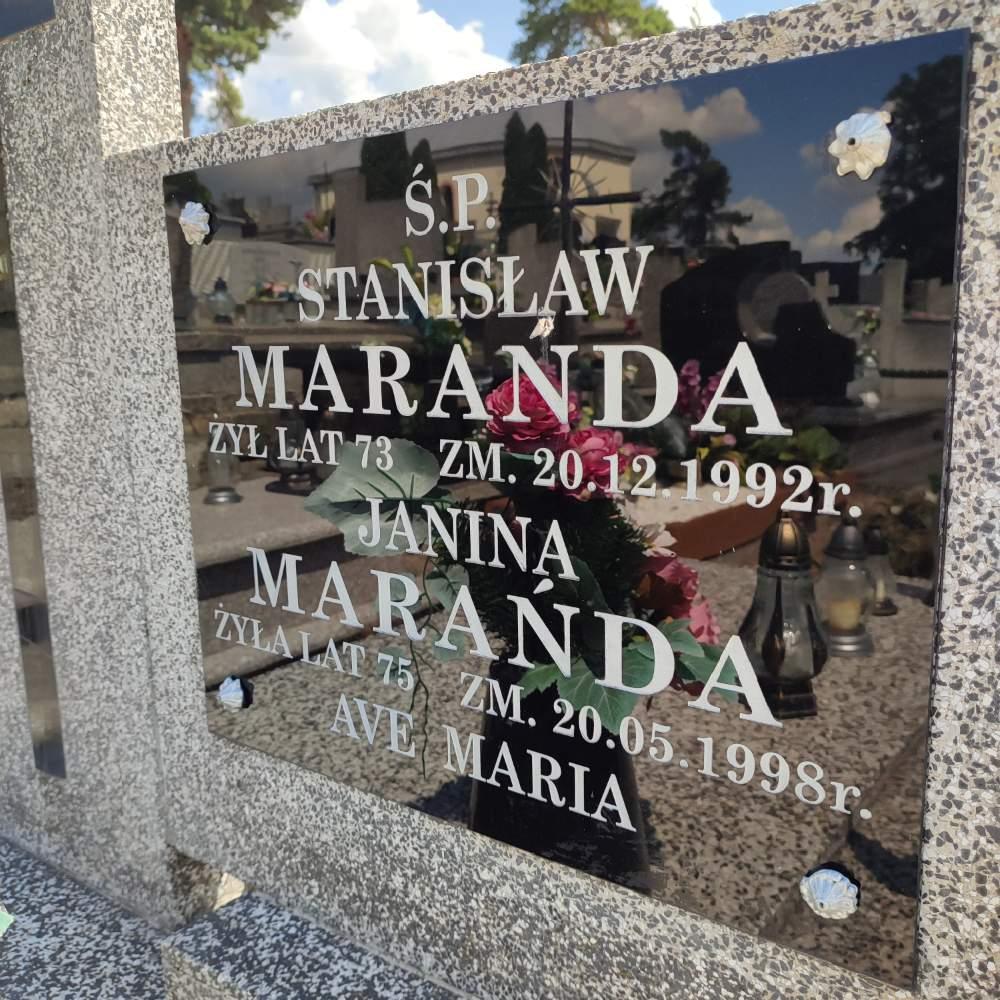 Ś.P.
STANISŁAW
MARAŃDA
ŻYŁ LAT 73 ZM. 20.12.1992r.
JANINA
MARAŃDA
ŻYŁA LAT 75 ZM. 20.05.1998r.
AVE MARIA